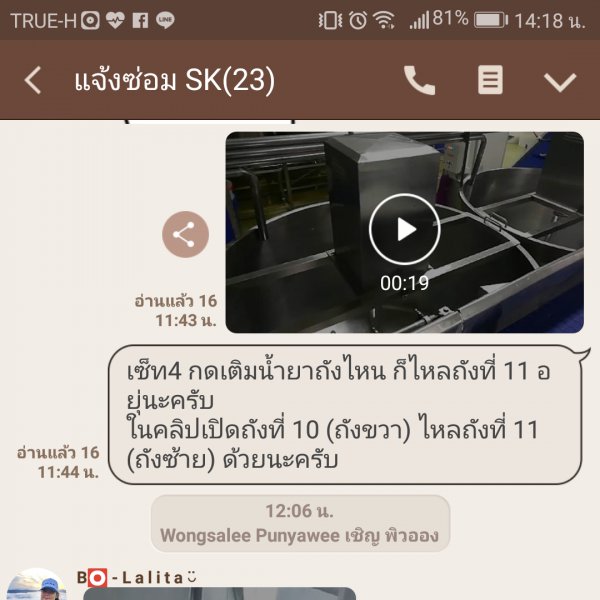 TRUE-H LINE 81% 14:18 น.
แจ้งซ่อม SK(23)
00:19
อ่านแล้ว 16
11:43 น.
เซ็ท4 กดเติมน้ำยาถังไหน ก็ไหลถังที่ 11 อ
ยุ่นะครับ
ในคลิปเปิดถังที่ 10 (ถังขวา) ไหลถังที่ 11
(ถังซ้าย) ด้วยนะครับ
อ่านแล้ว 16
11:44 น.
12:06 น.
Wongsalee Punyawee เชิญ พิวออง
B🅾-Lalita